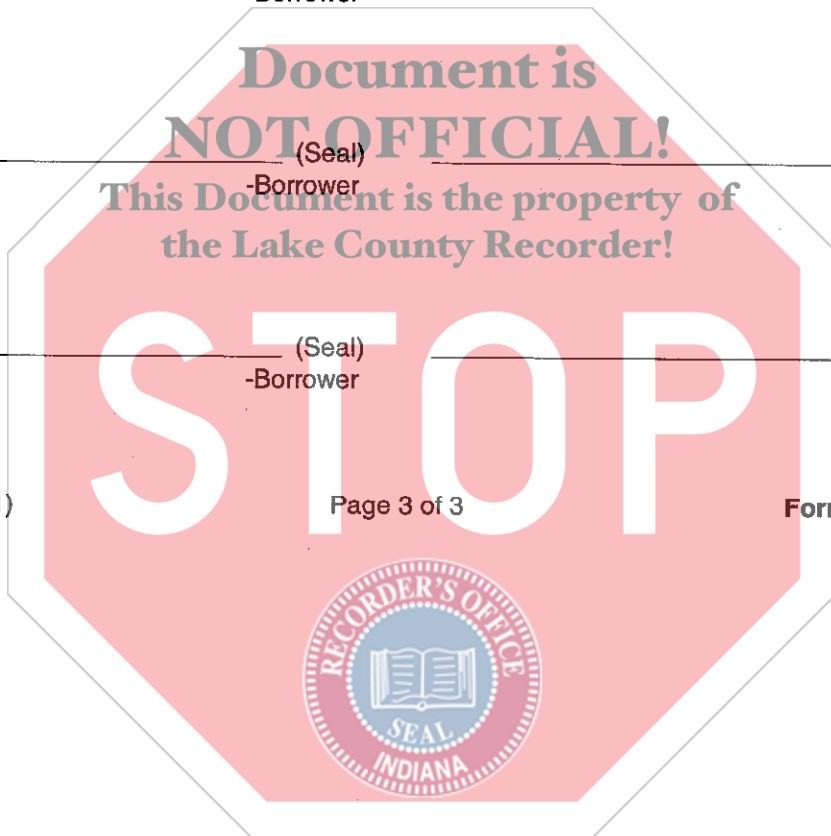 Document is
NOT OFFICIAL!
(Seal)
-Borrower
This Document is the property of
the Lake County Recorder!
(Seal)
-Borrower
STOP
)
Page 3 of 3
RECORDER'S OFFICE
SEAL
INDIANA